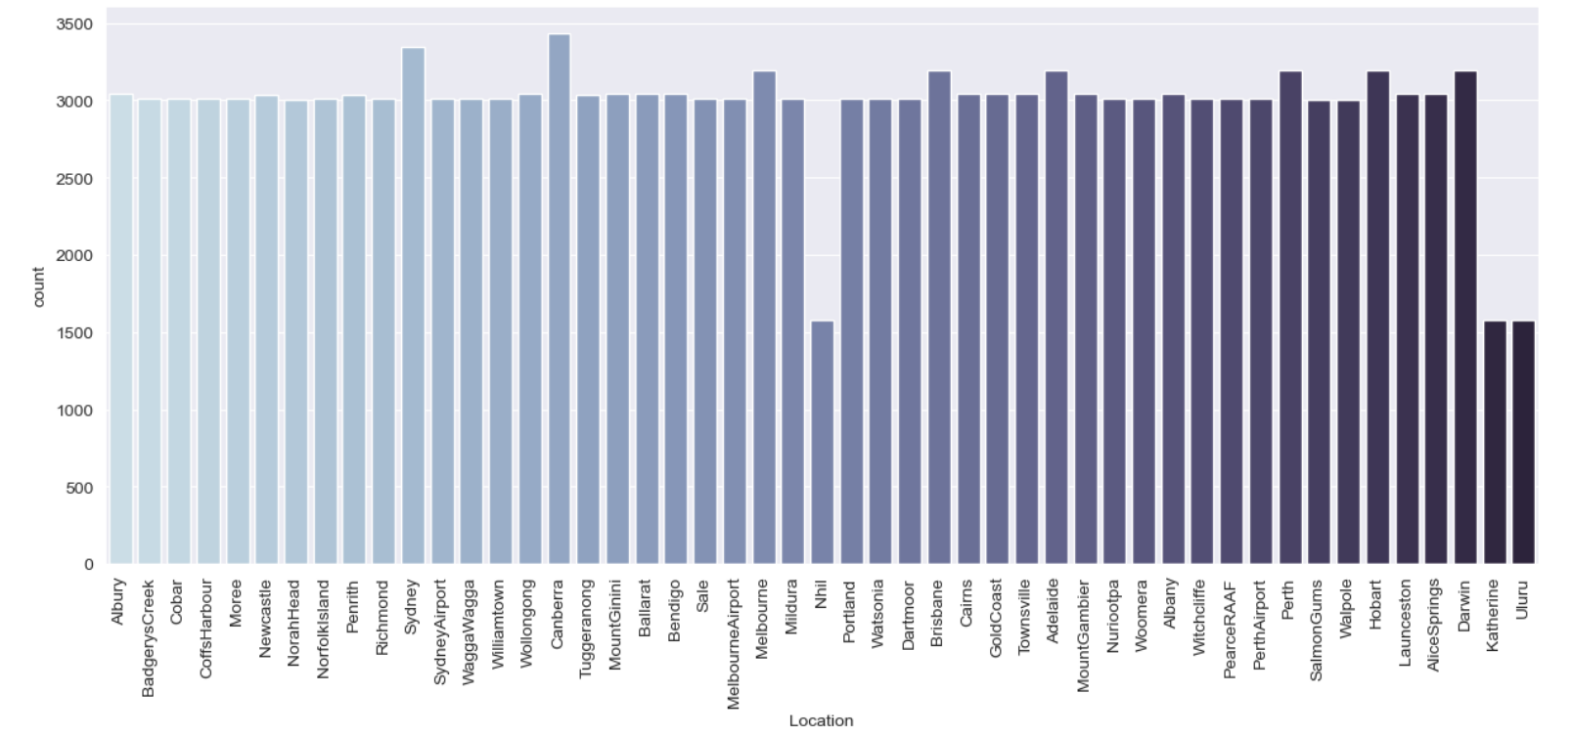 3500
3000
2500
2000
1500
1000
500
0
count
Albury
BadgerysCreek
Cobar
CoffsHarbour
Moree
Newcastle
NorahHead
NorfolkIsland
Penrith
Richmond
Sydney
SydneyAirport
WaggaWagga
Williamtown
Wollongong
Canberra
Tuggeranong
MountGinini
Ballarat
Bendigo
Sale
MelbourneAirport
Melbourne
Mildura
Nhil
Portland
Watsonia
Dartmoor
Brisbane
Cairns
GoldCoast
Townsville
Adelaide
MountGambier
Nuriootpa
Woomera
Albany
Witchcliffe
PearceRAAF
PerthAirport
Perth
SalmonGums
Walpole
Hobart
Launceston
AliceSprings
Darwin
Katherine
Uluru
Location